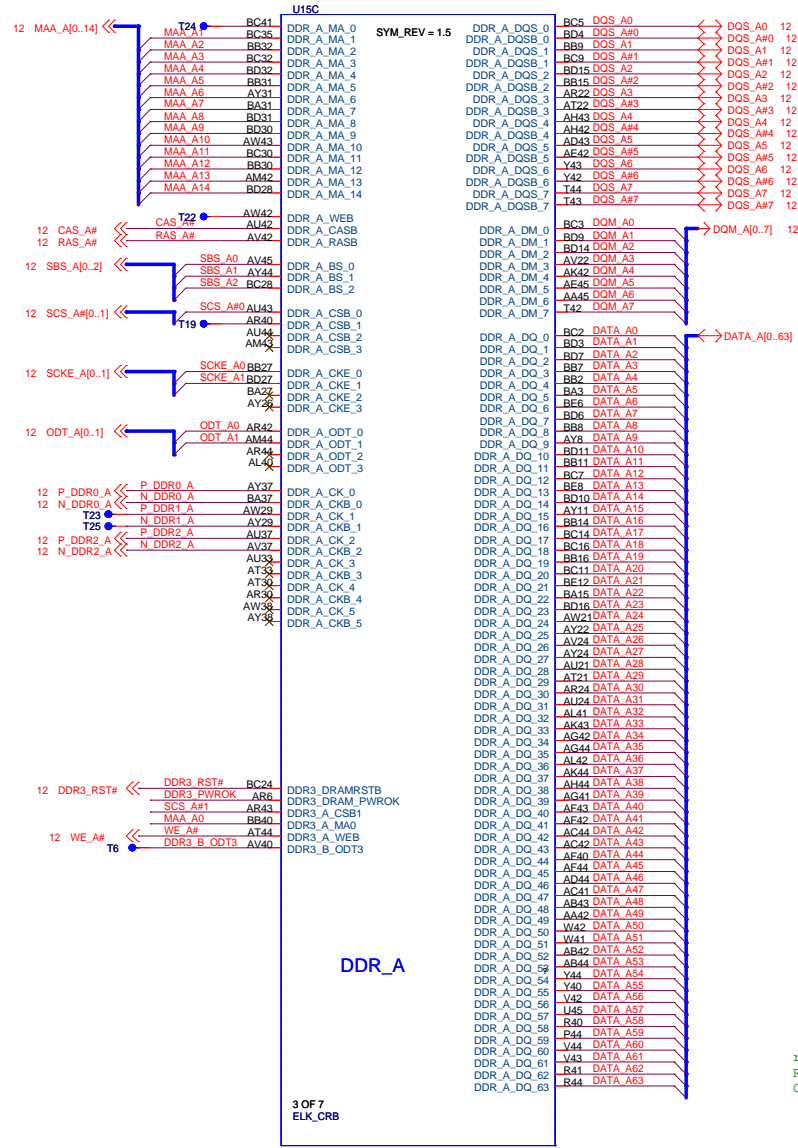 U15C
SYM_REV = 1.5
12 MAA_A[0..14]
T24 BC41 DDR_A_MA_0
MAA_A1 BC35 DDR_A_MA_1
MAA_A2 BB32 DDR_A_MA_2
MAA_A3 BC32 DDR_A_MA_3
MAA_A4 BD32 DDR_A_MA_4
MAA_A5 BB31 DDR_A_MA_5
MAA_A6 AY31 DDR_A_MA_6
MAA_A7 BA31 DDR_A_MA_7
MAA_A8 BD31 DDR_A_MA_8
MAA_A9 BD30 DDR_A_MA_9
MAA_A10 AW43 DDR_A_MA_10
MAA_A11 BC30 DDR_A_MA_11
MAA_A12 BB30 DDR_A_MA_12
MAA_A13 AM42 DDR_A_MA_13
MAA_A14 BD28 DDR_A_MA_14
T22 AW42 DDR_A_WEB
12 CAS_A# CAS_A# AU42 DDR_A_CASB
12 RAS_A# RAS_A# AV42 DDR_A_RASB
12 SBS_A[0..2] SBS_A0 AV45 DDR_A_BS_0
SBS_A1 AY44 DDR_A_BS_1
SBS_A2 BC28 DDR_A_BS_2
12 SCS_A#[0..1] SCS_A#0 AU43 DDR_A_CSB_0
T19 AR40 DDR_A_CSB_1
AU44 DDR_A_CSB_2
AM43 DDR_A_CSB_3
12 SCKE_A[0..1] SCKE_A0 BB27 DDR_A_CKE_0
SCKE_A1 BD27 DDR_A_CKE_1
BA27 DDR_A_CKE_2
AY26 DDR_A_CKE_3
12 ODT_A[0..1] ODT_A0 AR42 DDR_A_ODT_0
ODT_A1 AM44 DDR_A_ODT_1
AR44 DDR_A_ODT_2
AL40 DDR_A_ODT_3
12 P_DDR0_A P_DDR0_A AY37 DDR_A_CK_0
12 N_DDR0_A N_DDR0_A BA37 DDR_A_CKB_0
T23 P_DDR1_A AW29 DDR_A_CK_1
T25 N_DDR1_A AY29 DDR_A_CKB_1
12 P_DDR2_A P_DDR2_A AU37 DDR_A_CK_2
12 N_DDR2_A N_DDR2_A AV37 DDR_A_CKB_2
AU33 DDR_A_CK_3
AT33 DDR_A_CKB_3
AT30 DDR_A_CK_4
AR30 DDR_A_CKB_4
AW38 DDR_A_CK_5
AY38 DDR_A_CKB_5
12 DDR3_RST# DDR3_RST# BC24 DDR3_DRAMRSTB
DDR3_PWROK AR6 DDR3_DRAM_PWROK
SCS_A#1 AR43 DDR3_A_CSB1
MAA_A0 BB40 DDR3_A_MA0
12 WE_A# WE_A# AT44 DDR3_A_WEB
T6 DDR3_B_ODT3 AV40 DDR3_B_ODT3
DDR_A
3 OF 7
ELK_CRB
DDR_A_DQS_0 BC5 DQS_A0 DQS_A0 12
DDR_A_DQSB_0 BD4 DQS_A#0 DQS_A#0 12
DDR_A_DQS_1 BB9 DQS_A1 DQS_A1 12
DDR_A_DQSB_1 BC9 DQS_A#1 DQS_A#1 12
DDR_A_DQS_2 BD15 DQS_A2 DQS_A2 12
DDR_A_DQSB_2 BB15 DQS_A#2 DQS_A#2 12
DDR_A_DQS_3 AR22 DQS_A3 DQS_A3 12
DDR_A_DQSB_3 AT22 DQS_A#3 DQS_A#3 12
DDR_A_DQS_4 AH43 DQS_A4 DQS_A4 12
DDR_A_DQSB_4 AH42 DQS_A#4 DQS_A#4 12
DDR_A_DQS_5 AD43 DQS_A5 DQS_A5 12
DDR_A_DQSB_5 AE42 DQS_A#5 DQS_A#5 12
DDR_A_DQS_6 Y43 DQS_A6 DQS_A6 12
DDR_A_DQSB_6 Y42 DQS_A#6 DQS_A#6 12
DDR_A_DQS_7 T44 DQS_A7 DQS_A7 12
DDR_A_DQSB_7 T43 DQS_A#7 DQS_A#7 12
DDR_A_DM_0 BC3 DQM_A0 DQM_A[0..7] 12
DDR_A_DM_1 BD9 DQM_A1
DDR_A_DM_2 BD14 DQM_A2
DDR_A_DM_3 AV22 DQM_A3
DDR_A_DM_4 AK42 DQM_A4
DDR_A_DM_5 AE45 DQM_A5
DDR_A_DM_6 AA45 DQM_A6
DDR_A_DM_7 T42 DQM_A7
DDR_A_DQ_0 BC2 DATA_A0 DATA_A[0..63]
DDR_A_DQ_1 BD3 DATA_A1
DDR_A_DQ_2 BD7 DATA_A2
DDR_A_DQ_3 BB7 DATA_A3
DDR_A_DQ_4 BB2 DATA_A4
DDR_A_DQ_5 BA3 DATA_A5
DDR_A_DQ_6 BE6 DATA_A6
DDR_A_DQ_7 BD6 DATA_A7
DDR_A_DQ_8 BB8 DATA_A8
DDR_A_DQ_9 AY8 DATA_A9
DDR_A_DQ_10 BD11 DATA_A10
DDR_A_DQ_11 BB11 DATA_A11
DDR_A_DQ_12 BC7 DATA_A12
DDR_A_DQ_13 BE8 DATA_A13
DDR_A_DQ_14 BD10 DATA_A14
DDR_A_DQ_15 AY11 DATA_A15
DDR_A_DQ_16 BB14 DATA_A16
DDR_A_DQ_17 BC14 DATA_A17
DDR_A_DQ_18 BC16 DATA_A18
DDR_A_DQ_19 BB16 DATA_A19
DDR_A_DQ_20 BC11 DATA_A20
DDR_A_DQ_21 BE12 DATA_A21
DDR_A_DQ_22 BA15 DATA_A22
DDR_A_DQ_23 BD16 DATA_A23
DDR_A_DQ_24 AW21 DATA_A24
DDR_A_DQ_25 AY22 DATA_A25
DDR_A_DQ_26 AV24 DATA_A26
DDR_A_DQ_27 AY24 DATA_A27
DDR_A_DQ_28 AU21 DATA_A28
DDR_A_DQ_29 AT21 DATA_A29
DDR_A_DQ_30 AR24 DATA_A30
DDR_A_DQ_31 AU24 DATA_A31
DDR_A_DQ_32 AL41 DATA_A32
DDR_A_DQ_33 AK43 DATA_A33
DDR_A_DQ_34 AG42 DATA_A34
DDR_A_DQ_35 AG44 DATA_A35
DDR_A_DQ_36 AL42 DATA_A36
DDR_A_DQ_37 AK44 DATA_A37
DDR_A_DQ_38 AH44 DATA_A38
DDR_A_DQ_39 AG41 DATA_A39
DDR_A_DQ_40 AF43 DATA_A40
DDR_A_DQ_41 AF42 DATA_A41
DDR_A_DQ_42 AC44 DATA_A42
DDR_A_DQ_43 AC42 DATA_A43
DDR_A_DQ_44 AF40 DATA_A44
DDR_A_DQ_45 AF44 DATA_A45
DDR_A_DQ_46 AD44 DATA_A46
DDR_A_DQ_47 AC41 DATA_A47
DDR_A_DQ_48 AB43 DATA_A48
DDR_A_DQ_49 AA42 DATA_A49
DDR_A_DQ_50 W42 DATA_A50
DDR_A_DQ_51 W41 DATA_A51
DDR_A_DQ_52 AB42 DATA_A52
DDR_A_DQ_53 AB44 DATA_A53
DDR_A_DQ_54 Y44 DATA_A54
DDR_A_DQ_55 Y40 DATA_A55
DDR_A_DQ_56 V42 DATA_A56
DDR_A_DQ_57 U45 DATA_A57
DDR_A_DQ_58 R40 DATA_A58
DDR_A_DQ_59 P44 DATA_A59
DDR_A_DQ_60 V44 DATA_A60
DDR_A_DQ_61 V43 DATA_A61
DDR_A_DQ_62 R41 DATA_A62
DDR_A_DQ_63 R44 DATA_A63